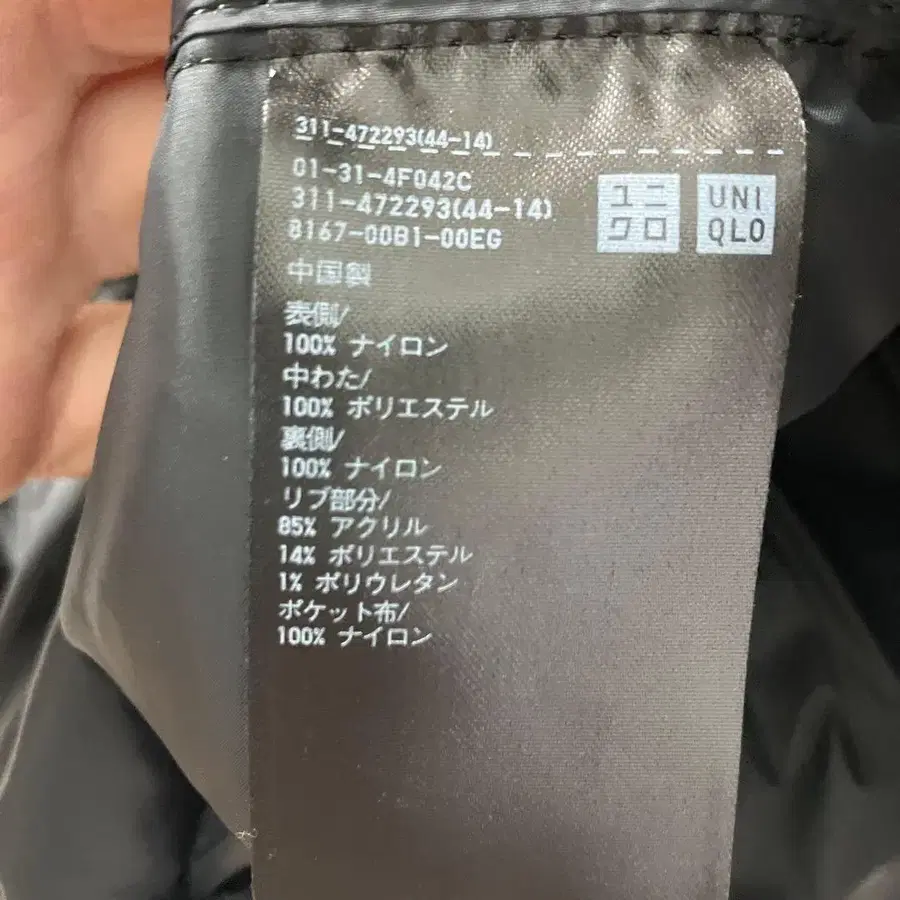 311-472293(44-14)
01-31-4F042C
311-472293(44-14)
8167-00B1-00EG
ユニ
クロ
UNI
QLO
中国製
表側/
100% ナイロン
中わた/
100% ポリエステル
裏側/
100% ナイロン
リブ部分/
85% アクリル
14% ポリエステル
1% ポリウレタン
ポケット布/
100% ナイロン